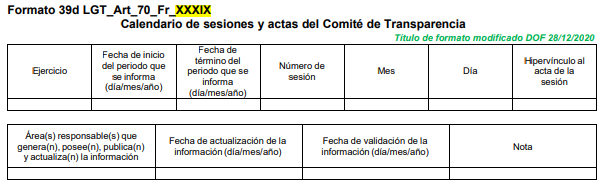 Formato 39d LGT_Art_70_Fr_XXXIX
Calendario de sesiones y actas del Comité de Transparencia
Título de formato modificado DOF 28/12/2020
Ejercicio
Fecha de inicio
del periodo que
se informa
(día/mes/año)
Fecha de
término del
periodo que se
informa
(día/mes/año)
Número de
sesión
Mes
Día
Hipervínculo al
acta de la
sesión
Área(s) responsable(s) que
genera(n), posee(n), publica(n)
y actualiza(n) la información
Fecha de actualización de la
información (día/mes/año)
Fecha de validación de la
información (día/mes/año)
Nota